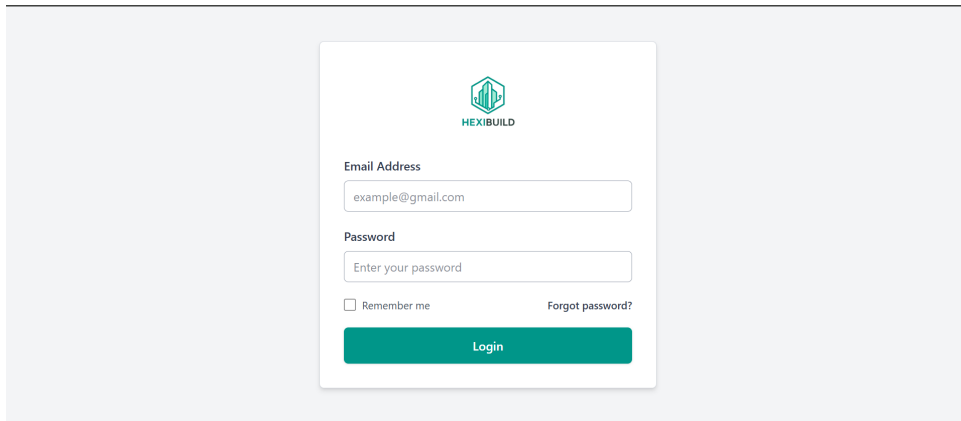 HEXIBUILD
Email Address
example@gmail.com
Password
Enter your password
Remember me Forgot password?
Login